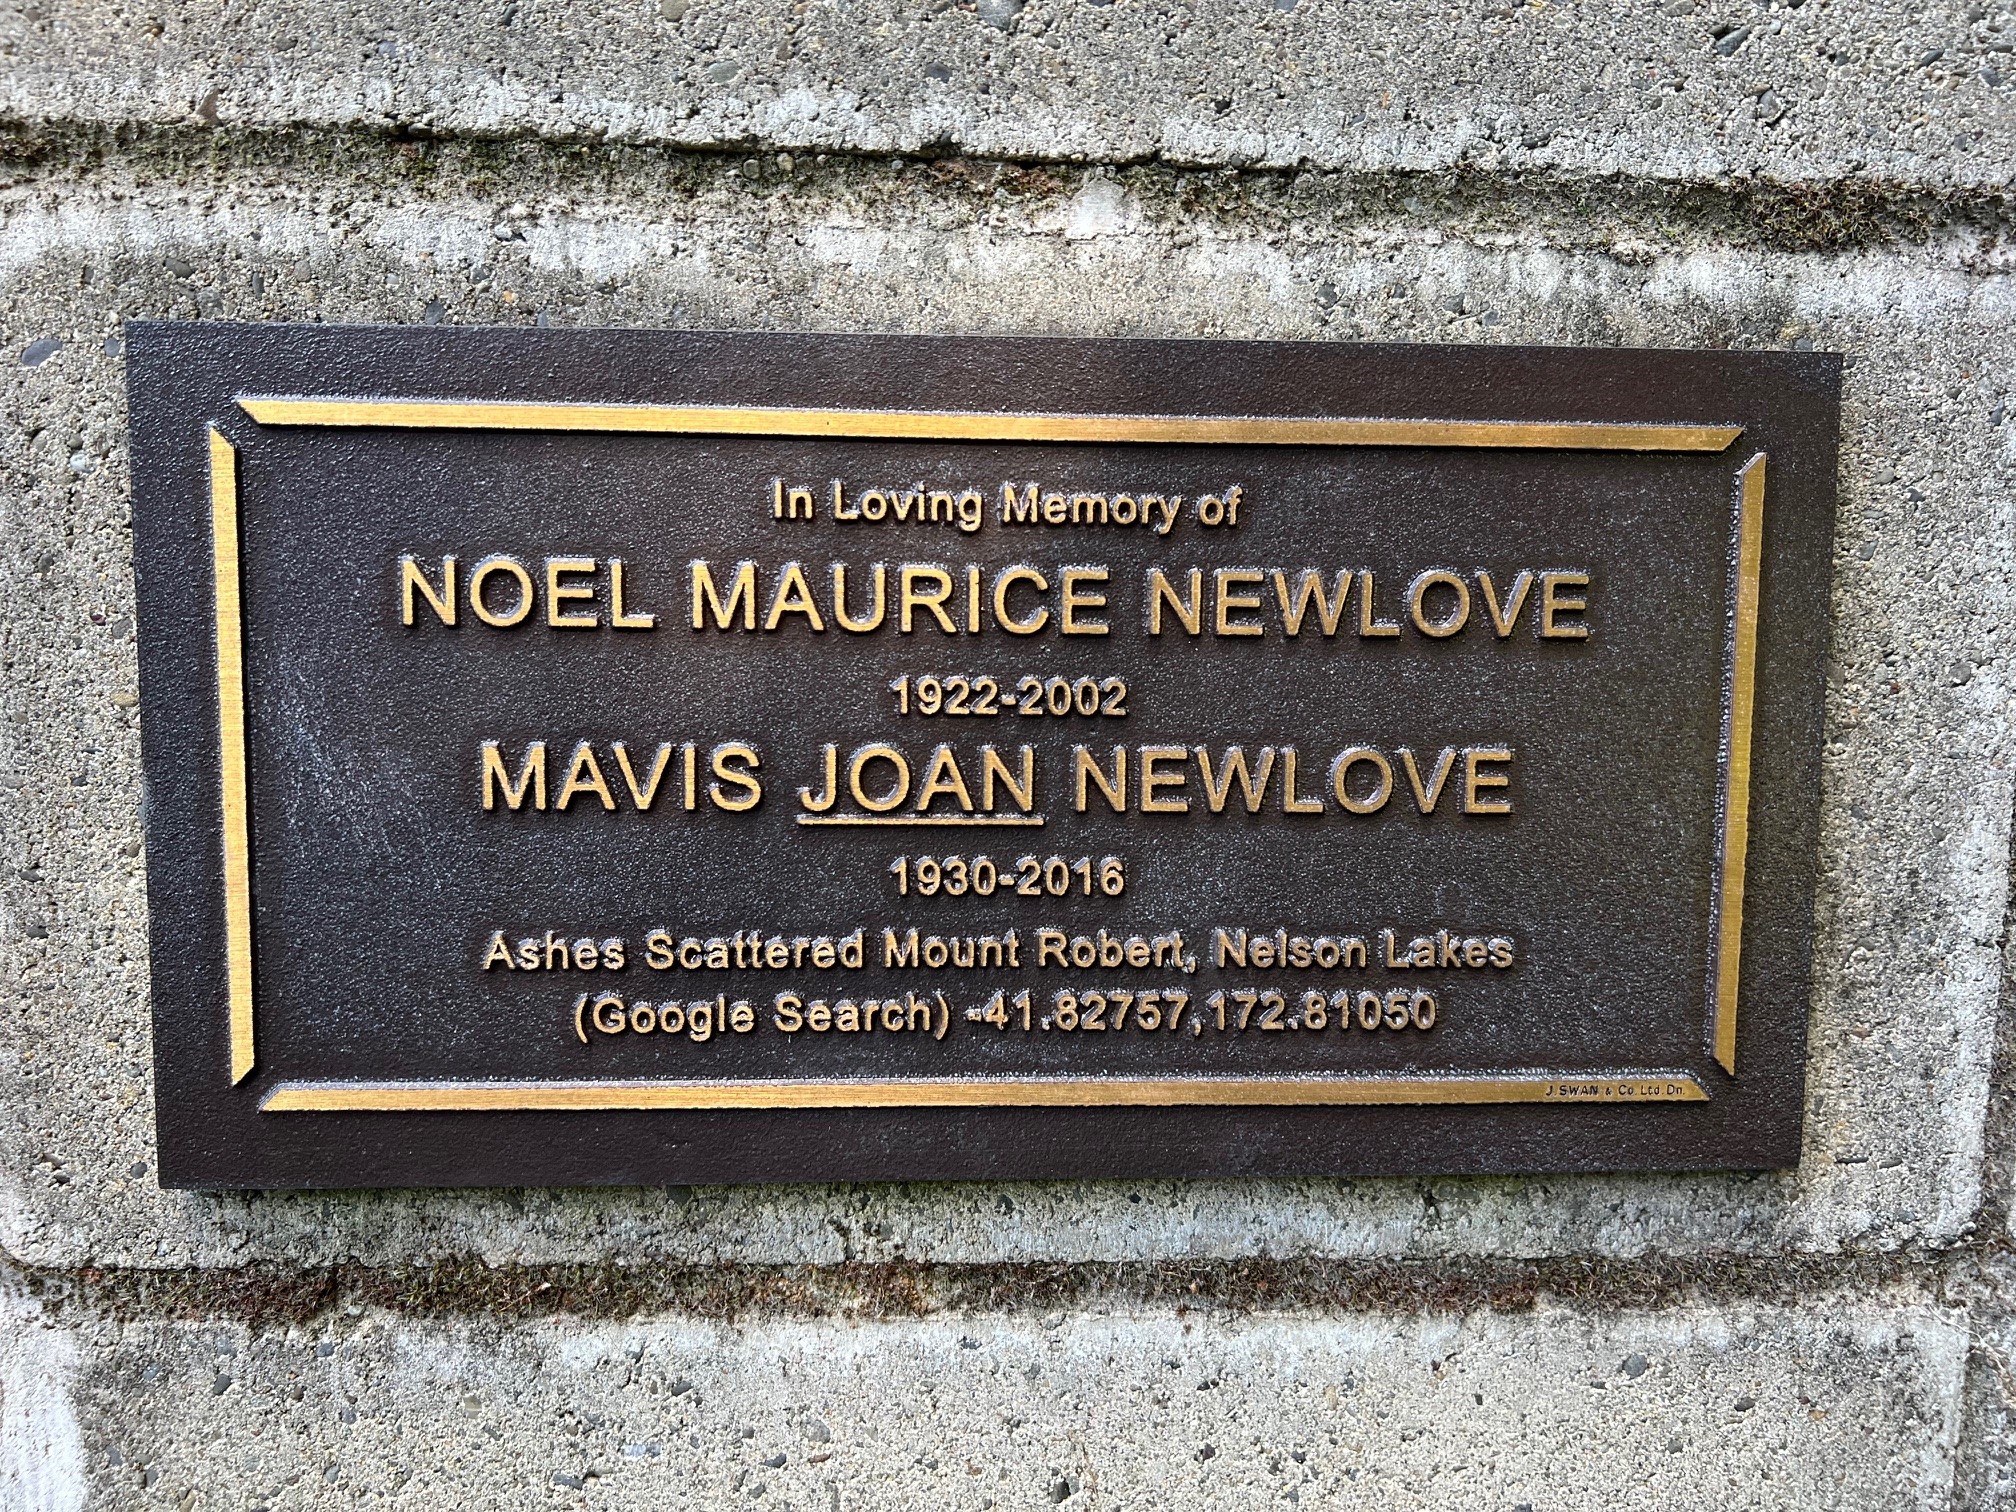 In Loving Memory of
NOEL MAURICE NEWLOVE
1922-2002
MAVIS JOAN NEWLOVE
1930-2016
Ashes Scattered Mount Robert, Nelson Lakes
(Google Search) -41.82757,172.81050
J. SWAN & Co. Ltd. Dn.